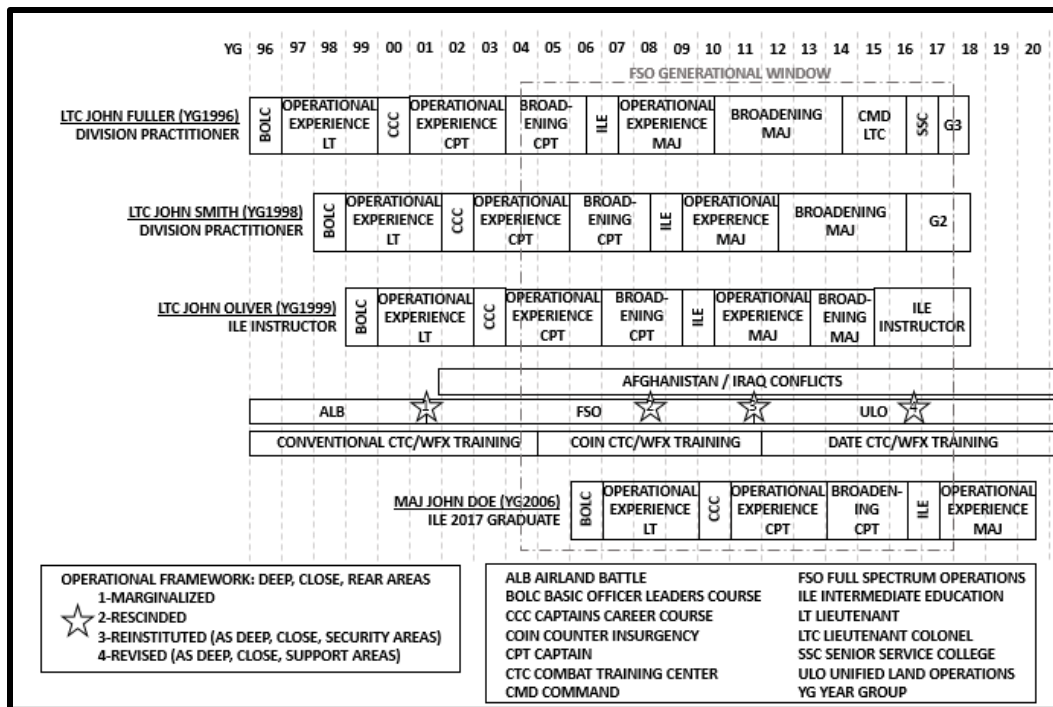 YG 96 97 98 99 00 01 02 03 04 05 06 07 08 09 10 11 12 13 14 15 16 17 18 19 20
FSO GENERATIONAL WINDOW
LTC JOHN FULLER (YG1996)
DIVISION PRACTITIONER
BOLC
OPERATIONAL
EXPERIENCE
LT
CCC
OPERATIONAL
EXPERIENCE
CPT
BROAD-
ENING
CPT
ILE
OPERATIONAL
EXPERIENCE
MAJ
BROADENING
MAJ
CMD
LTC
SSC
G3
LTC JOHN SMITH (YG1998)
DIVISION PRACTITIONER
BOLC
OPERATIONAL
EXPERIENCE
LT
CCC
OPERATIONAL
EXPERIENCE
CPT
BROAD-
ENING
CPT
ILE
OPERATIONAL
EXPERENCE
MAJ
BROADENING
MAJ
G2
LTC JOHN OLIVER (YG1999)
ILE INSTRUCTOR
BOLC
OPERATIONAL
EXPERIENCE
LT
CCC
OPERATIONAL
EXPERIENCE
CPT
BROAD-
ENING
CPT
ILE
OPERATIONAL
EXPERIENCE
MAJ
BROAD-
ENING
MAJ
ILE
INSTRUCTOR
AFGHANISTAN / IRAQ CONFLICTS
ALB 1 FSO 2 3 ULO 4
CONVENTIONAL CTC/WFX TRAINING
COIN CTC/WFX TRAINING
DATE CTC/WFX TRAINING
MAJ JOHN DOE (YG2006)
ILE 2017 GRADUATE
BOLC
OPERATIONAL
EXPERIENCE
LT
CCC
OPERATIONAL
EXPERIENCE
CPT
BROADEN-
ING
CPT
ILE
OPERATIONAL
EXPERIENCE
MAJ
OPERATIONAL FRAMEWORK: DEEP, CLOSE, REAR AREAS
1-MARGINALIZED
2-RESCINDED
3-REINSTITUTED (AS DEEP, CLOSE, SECURITY AREAS)
4-REVISED (AS DEEP, CLOSE, SUPPORT AREAS)
ALB AIRLAND BATTLE
BOLC BASIC OFFICER LEADERS COURSE
CCC CAPTAINS CAREER COURSE
COIN COUNTER INSURGENCY
CPT CAPTAIN
CTC COMBAT TRAINING CENTER
CMD COMMAND
FSO FULL SPECTRUM OPERATIONS
ILE INTERMEDIATE EDUCATION
LT LIEUTENANT
LTC LIEUTENANT COLONEL
SSC SENIOR SERVICE COLLEGE
ULO UNIFIED LAND OPERATIONS
YG YEAR GROUP